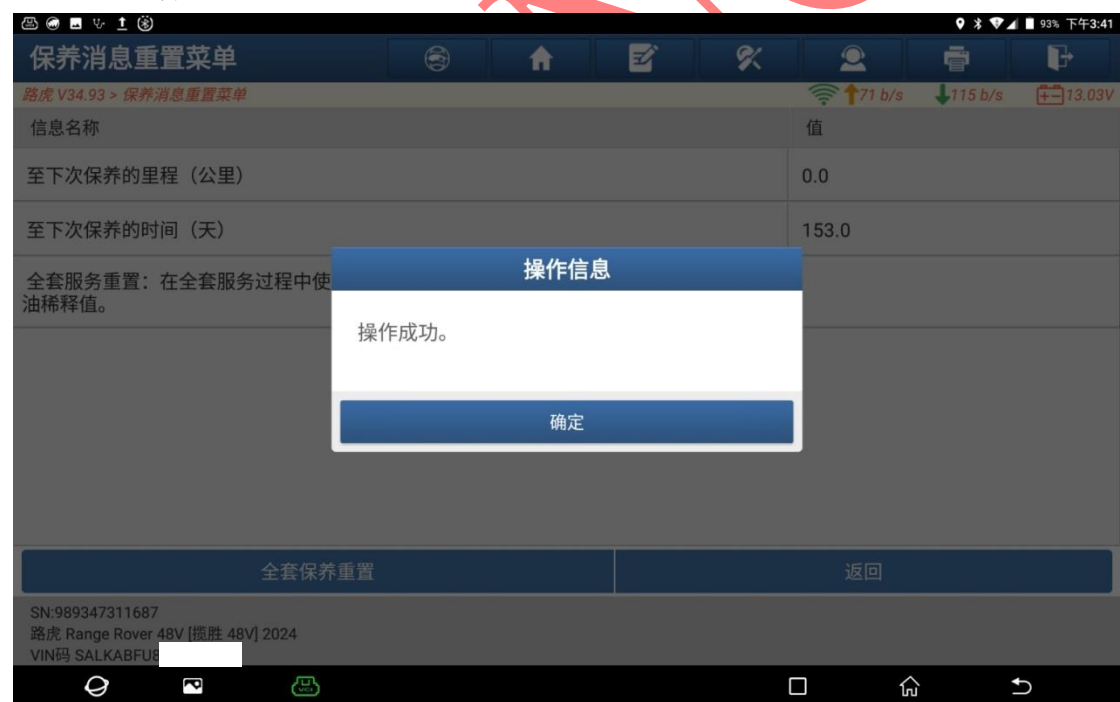 93% 下午3:41
保养消息重置菜单
路虎 V34.93 > 保养消息重置菜单
71 b/s 115 b/s 13.03V
信息名称 值
至下次保养的里程（公里） 0.0
至下次保养的时间（天） 153.0
全套服务重置：在全套服务过程中使
油稀释值。
操作信息
操作成功。
确定
全套保养重置 返回
SN:989347311687
路虎 Range Rover 48V [揽胜 48V] 2024
VIN码 SALKABFU8
VCI